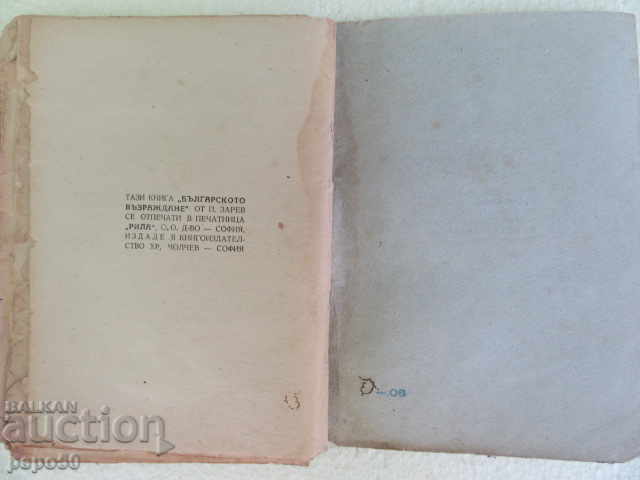 ТАЗИ КНИГА „БЪЛГАРСКОТО
ВЪЗРАЖДАНЕ" ОТ П. ЗАРЕВ
СЕ ОТПЕЧАТИ В ПЕЧАТНИЦА
„РИЛА", О. О. Д-ВО — СОФИЯ.
ИЗДАДЕ Я КНИГОИЗДАТЕЛ-
СТВО ХР. ЧОЛЧЕВ — СОФИЯ
BALKAN
auction
pepo50